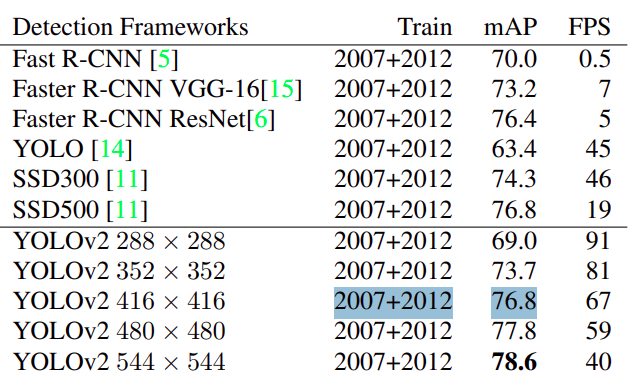 Detection Frameworks Train mAP FPS
Fast R-CNN [5] 2007+2012 70.0 0.5
Faster R-CNN VGG-16[15] 2007+2012 73.2 7
Faster R-CNN ResNet[6] 2007+2012 76.4 5
YOLO [14] 2007+2012 63.4 45
SSD300 [11] 2007+2012 74.3 46
SSD500 [11] 2007+2012 76.8 19
YOLOv2 288 × 288 2007+2012 69.0 91
YOLOv2 352 × 352 2007+2012 73.7 81
YOLOv2 416 × 416 2007+2012 76.8 67
YOLOv2 480 × 480 2007+2012 77.8 59
YOLOv2 544 × 544 2007+2012 78.6 40